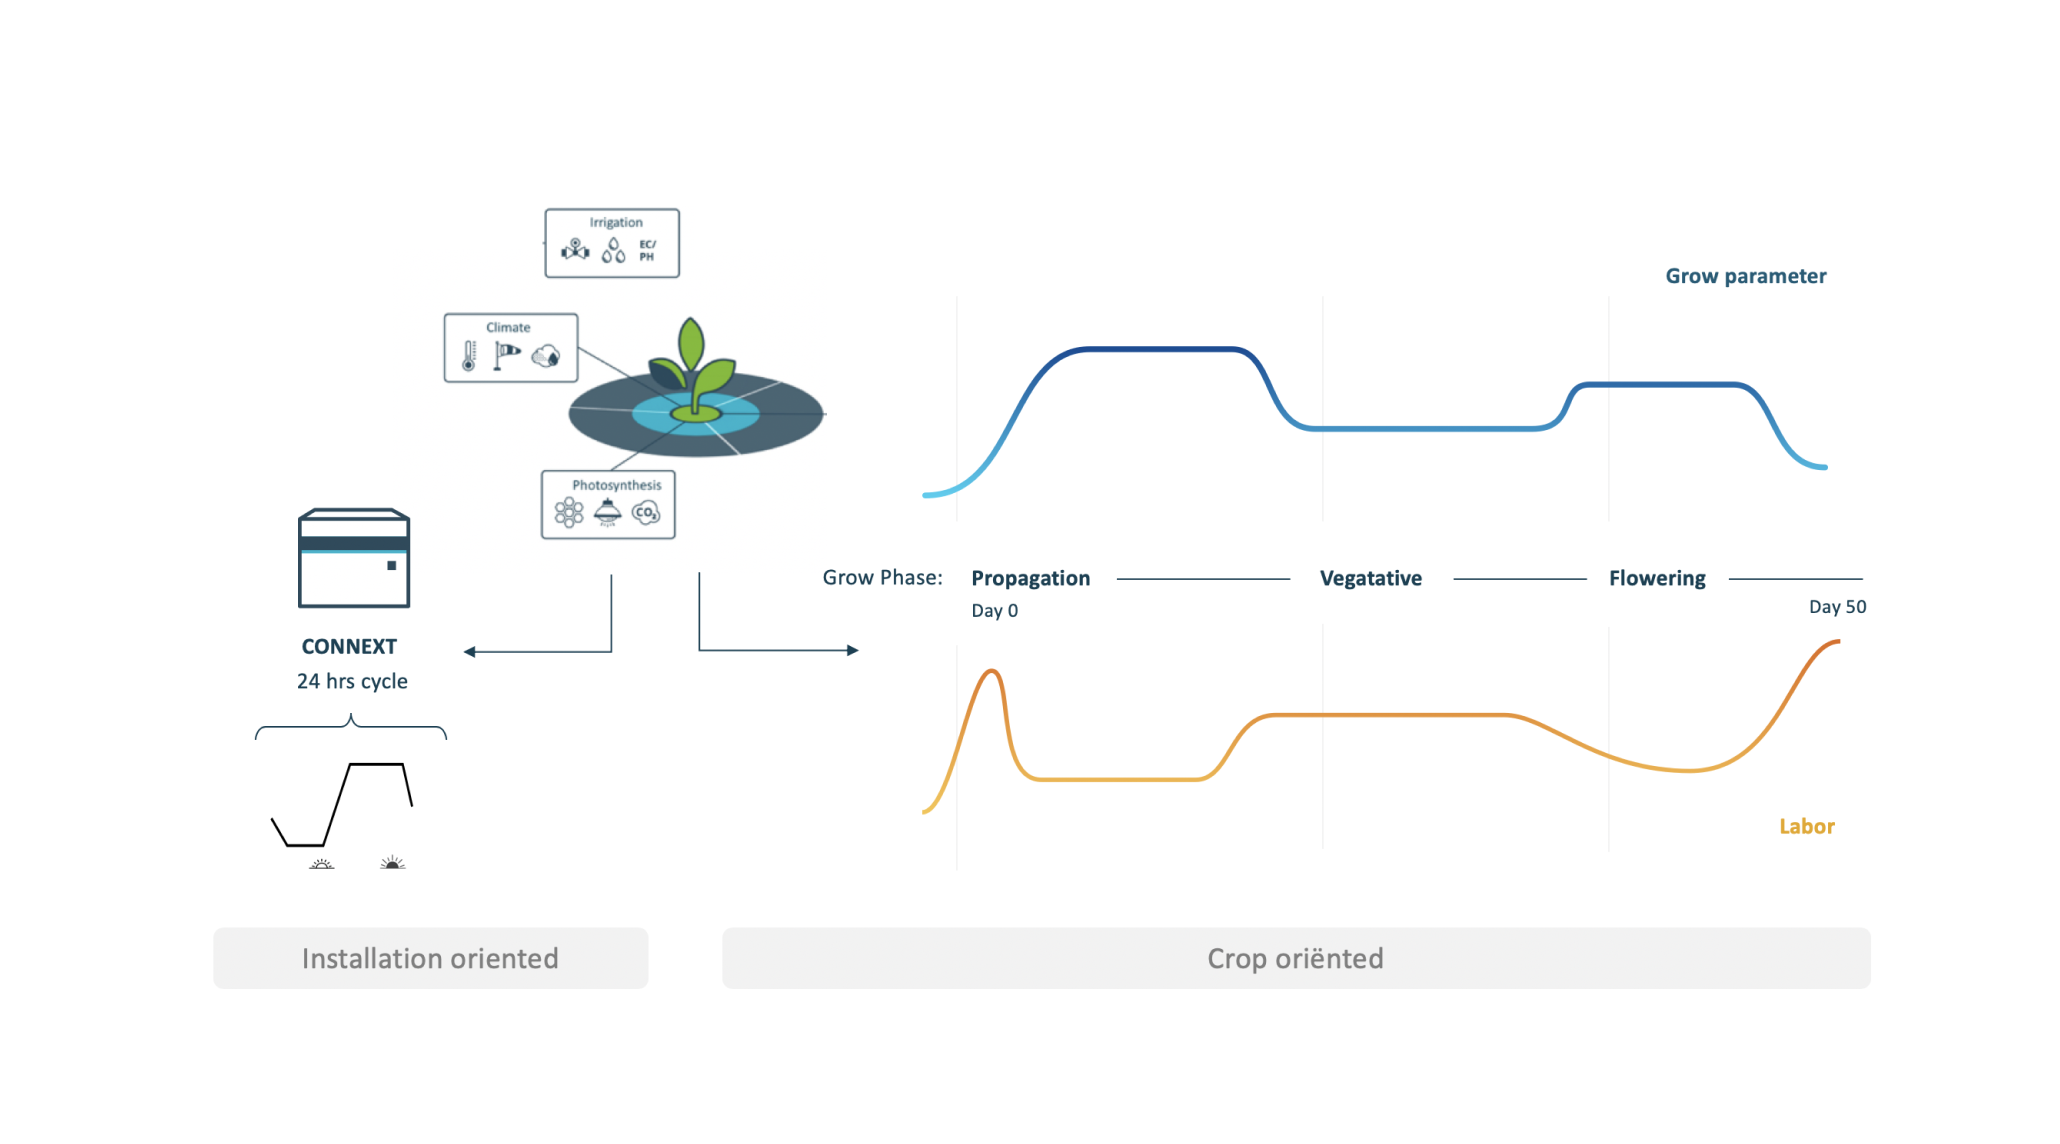 Irrigation
EC/
PH
Climate
Photosynthesis
CO₂
CONNEXT
24 hrs cycle
Grow parameter
Grow Phase:
Propagation
Vegatative
Flowering
Day 0
Day 50
Labor
Installation oriented
Crop oriënted